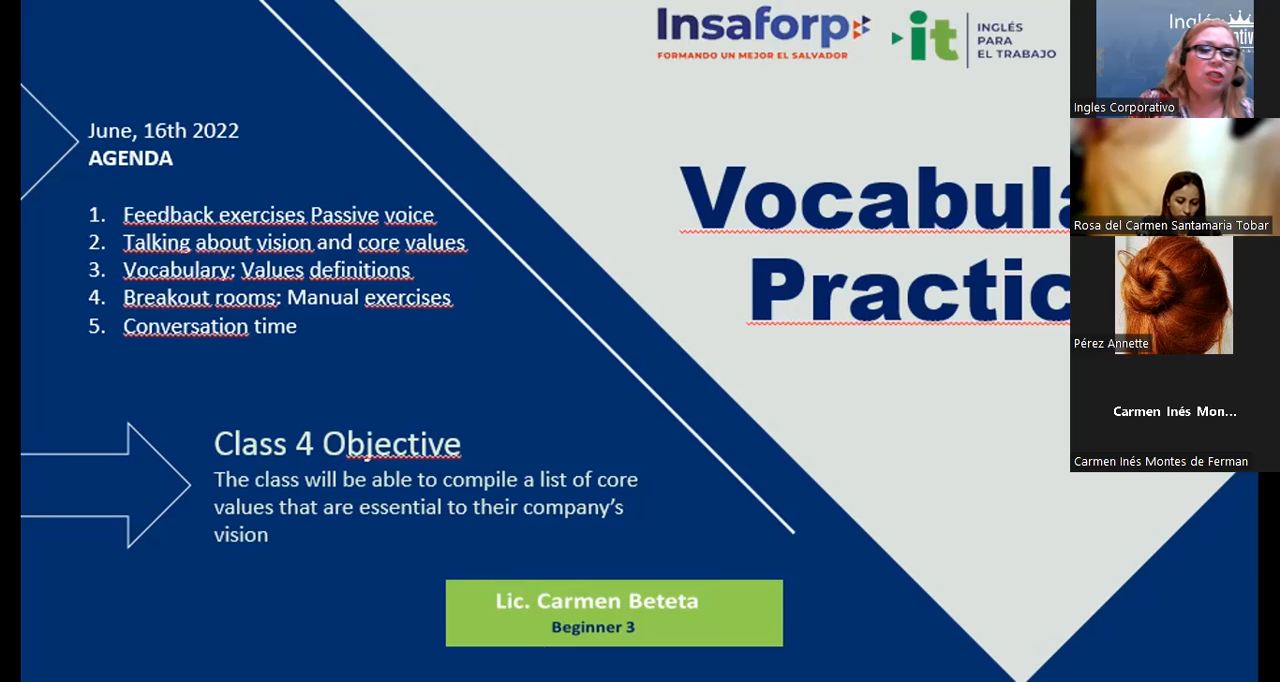 Insaforp
FORMANDO UN MEJOR EL SALVADOR
it
INGLÉS
PARA
EL TRABAJO
June, 16th 2022
AGENDA
1. Feedback exercises Passive voice
2. Talking about vision and core values
3. Vocabulary: Values definitions
4. Breakout rooms: Manual exercises
5. Conversation time
Vocabula
Practic
Class 4 Objective
The class will be able to compile a list of core
values that are essential to their company’s
vision
Lic. Carmen Beteta
Beginner 3
Ingles Corporativo
Rosa del Carmen Santamaria Tobar
Pérez Annette
Carmen Inés Mon...
Carmen Inés Montes de Ferman